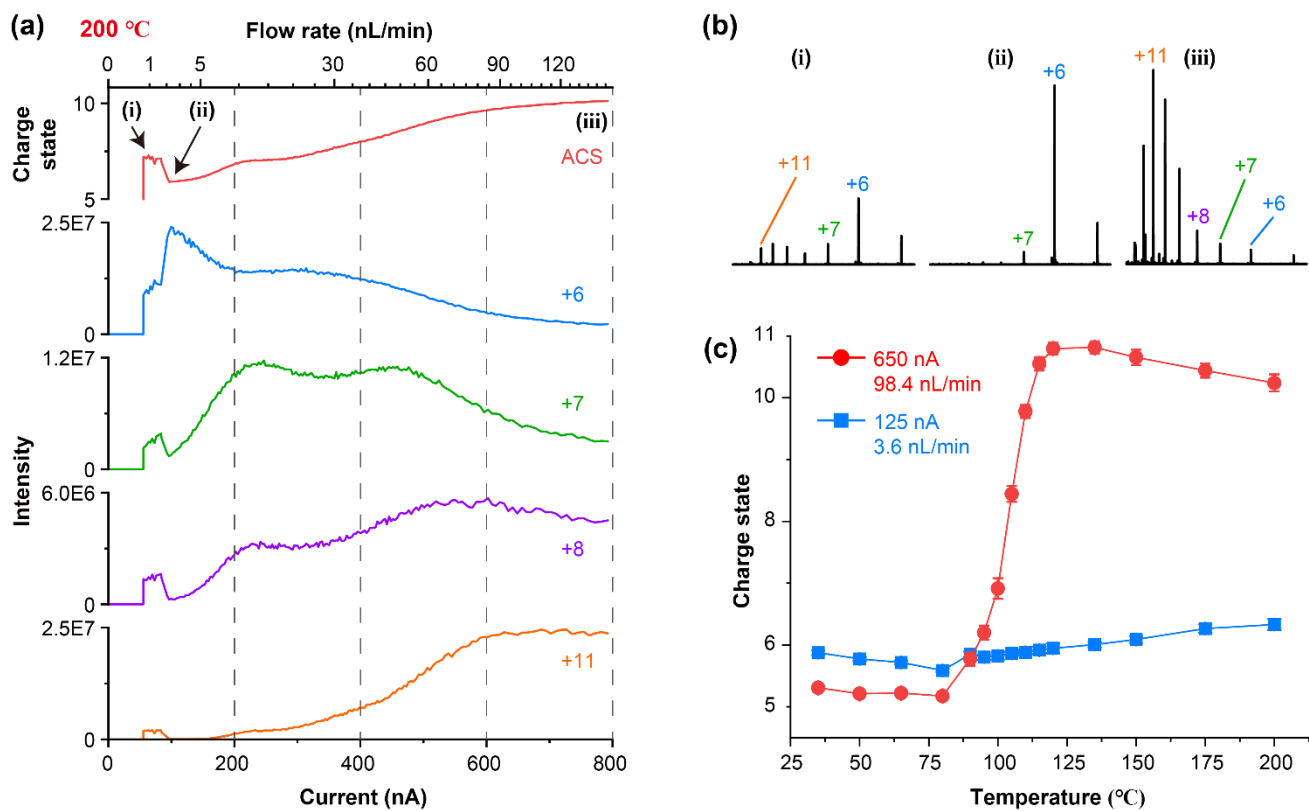 (a)
200 ℃
Flow rate (nL/min)
0 1 5 30 60 90 120
Charge state
10
5
(i)
(ii)
(iii)
ACS
2.5E7
0
+6
1.2E7
0
+7
Intensity
6.0E6
0
+8
2.5E7
0
+11
0 200 400 600 800
Current (nA)
(b)
(i)
+11
+7
+6
(ii)
+7
+6
(iii)
+11
+8
+7
+6
(c)
650 nA
98.4 nL/min
125 nA
3.6 nL/min
Charge state
11
10
9
8
7
6
5
25 50 75 100 125 150 175 200
Temperature (℃)